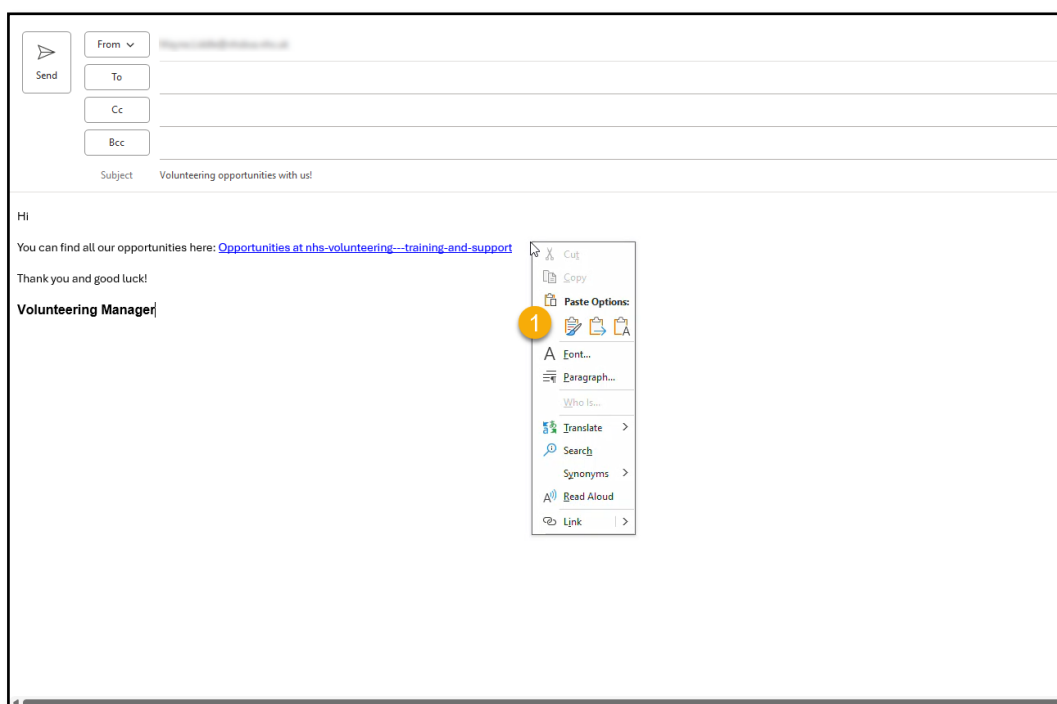 From
Send
To
Cc
Bcc
Subject Volunteering opportunities with us!
Hi
You can find all our opportunities here: Opportunities at nhs-volunteering---training-and-support
Thank you and good luck!
Volunteering Manager
Cut
Copy
Paste Options:
1
Font...
Paragraph...
Who Is...
Translate
Search
Synonyms
Read Aloud
Link